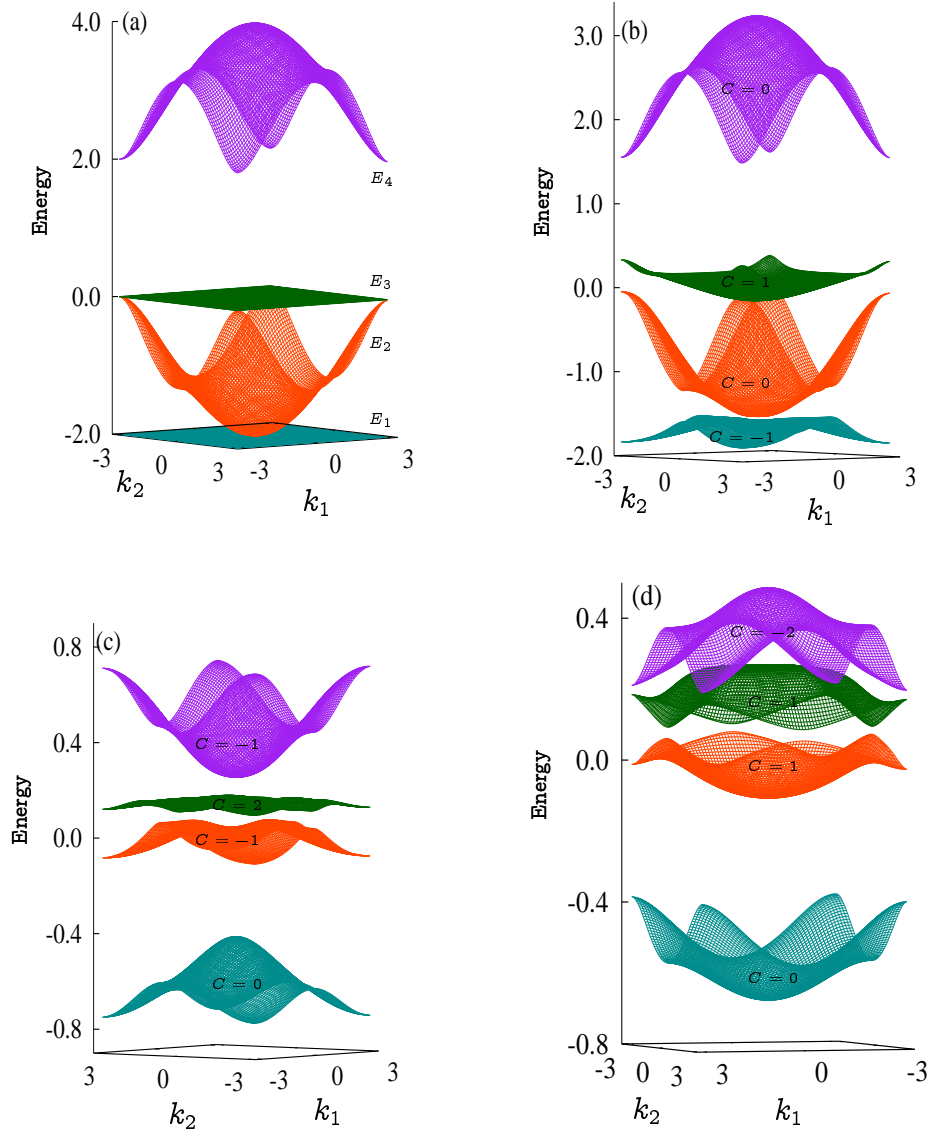 (a)
4.0
2.0
0.0
-2.0
Energy
E4
E3
E2
E1
-3
0
3
-3
0
3
k2
k1
(b)
4.0
3.0
2.0
1.0
0.0
-1.0
-2.0
Energy
C = 0
C = 1
C = 0
C = -1
-3
0
3
-3
0
3
k2
k1
(c)
0.8
0.4
0.0
-0.4
-0.8
Energy
C = -1
C = 2
C = -1
C = 0
3
0
-3
-3
0
3
k2
k1
(d)
0.4
0.0
-0.4
-0.8
Energy
C = -2
C = 1
C = 1
C = 0
-3
0
3
3
0
-3
k2
k1